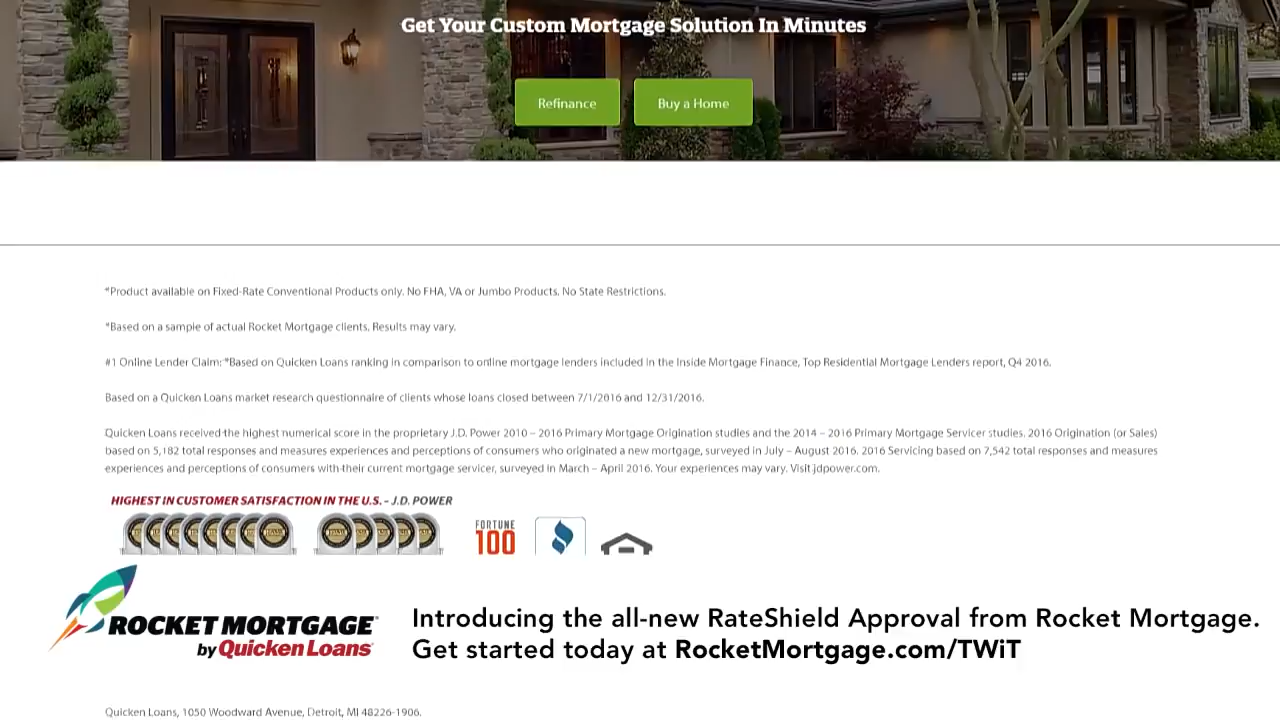 Get Your Custom Mortgage Solution In Minutes
Refinance
Buy a Home
*Product available on Fixed-Rate Conventional Products only. No FHA, VA or Jumbo Products. No State Restrictions.
*Based on a sample of actual Rocket Mortgage clients. Results may vary.
#1 Online Lender Claim: *Based on Quicken Loans ranking in comparison to online mortgage lenders included in the Inside Mortgage Finance, Top Residential Mortgage Lenders report, Q4 2016.
Based on a Quicken Loans market research questionnaire of clients whose loans closed between 7/1/2016 and 12/31/2016.
Quicken Loans received the highest numerical score in the proprietary J.D. Power 2010 – 2016 Primary Mortgage Origination studies and the 2014 – 2016 Primary Mortgage Servicer studies. 2016 Origination (or Sales)
based on 5,182 total responses and measures experiences and perceptions of consumers who originated a new mortgage, surveyed in July – August 2016. 2016 Servicing based on 7,542 total responses and measures
experiences and perceptions of consumers with their current mortgage servicer, surveyed in March – April 2016. Your experiences may vary. Visit jdpower.com.
HIGHEST IN CUSTOMER SATISFACTION IN THE U.S. – J.D. POWER
FORTUNE
100
ROCKET MORTGAGE
by Quicken Loans
Introducing the all-new RateShield Approval from Rocket Mortgage.
Get started today at RocketMortgage.com/TWiT
Quicken Loans, 1050 Woodward Avenue, Detroit, MI 48226-1906.